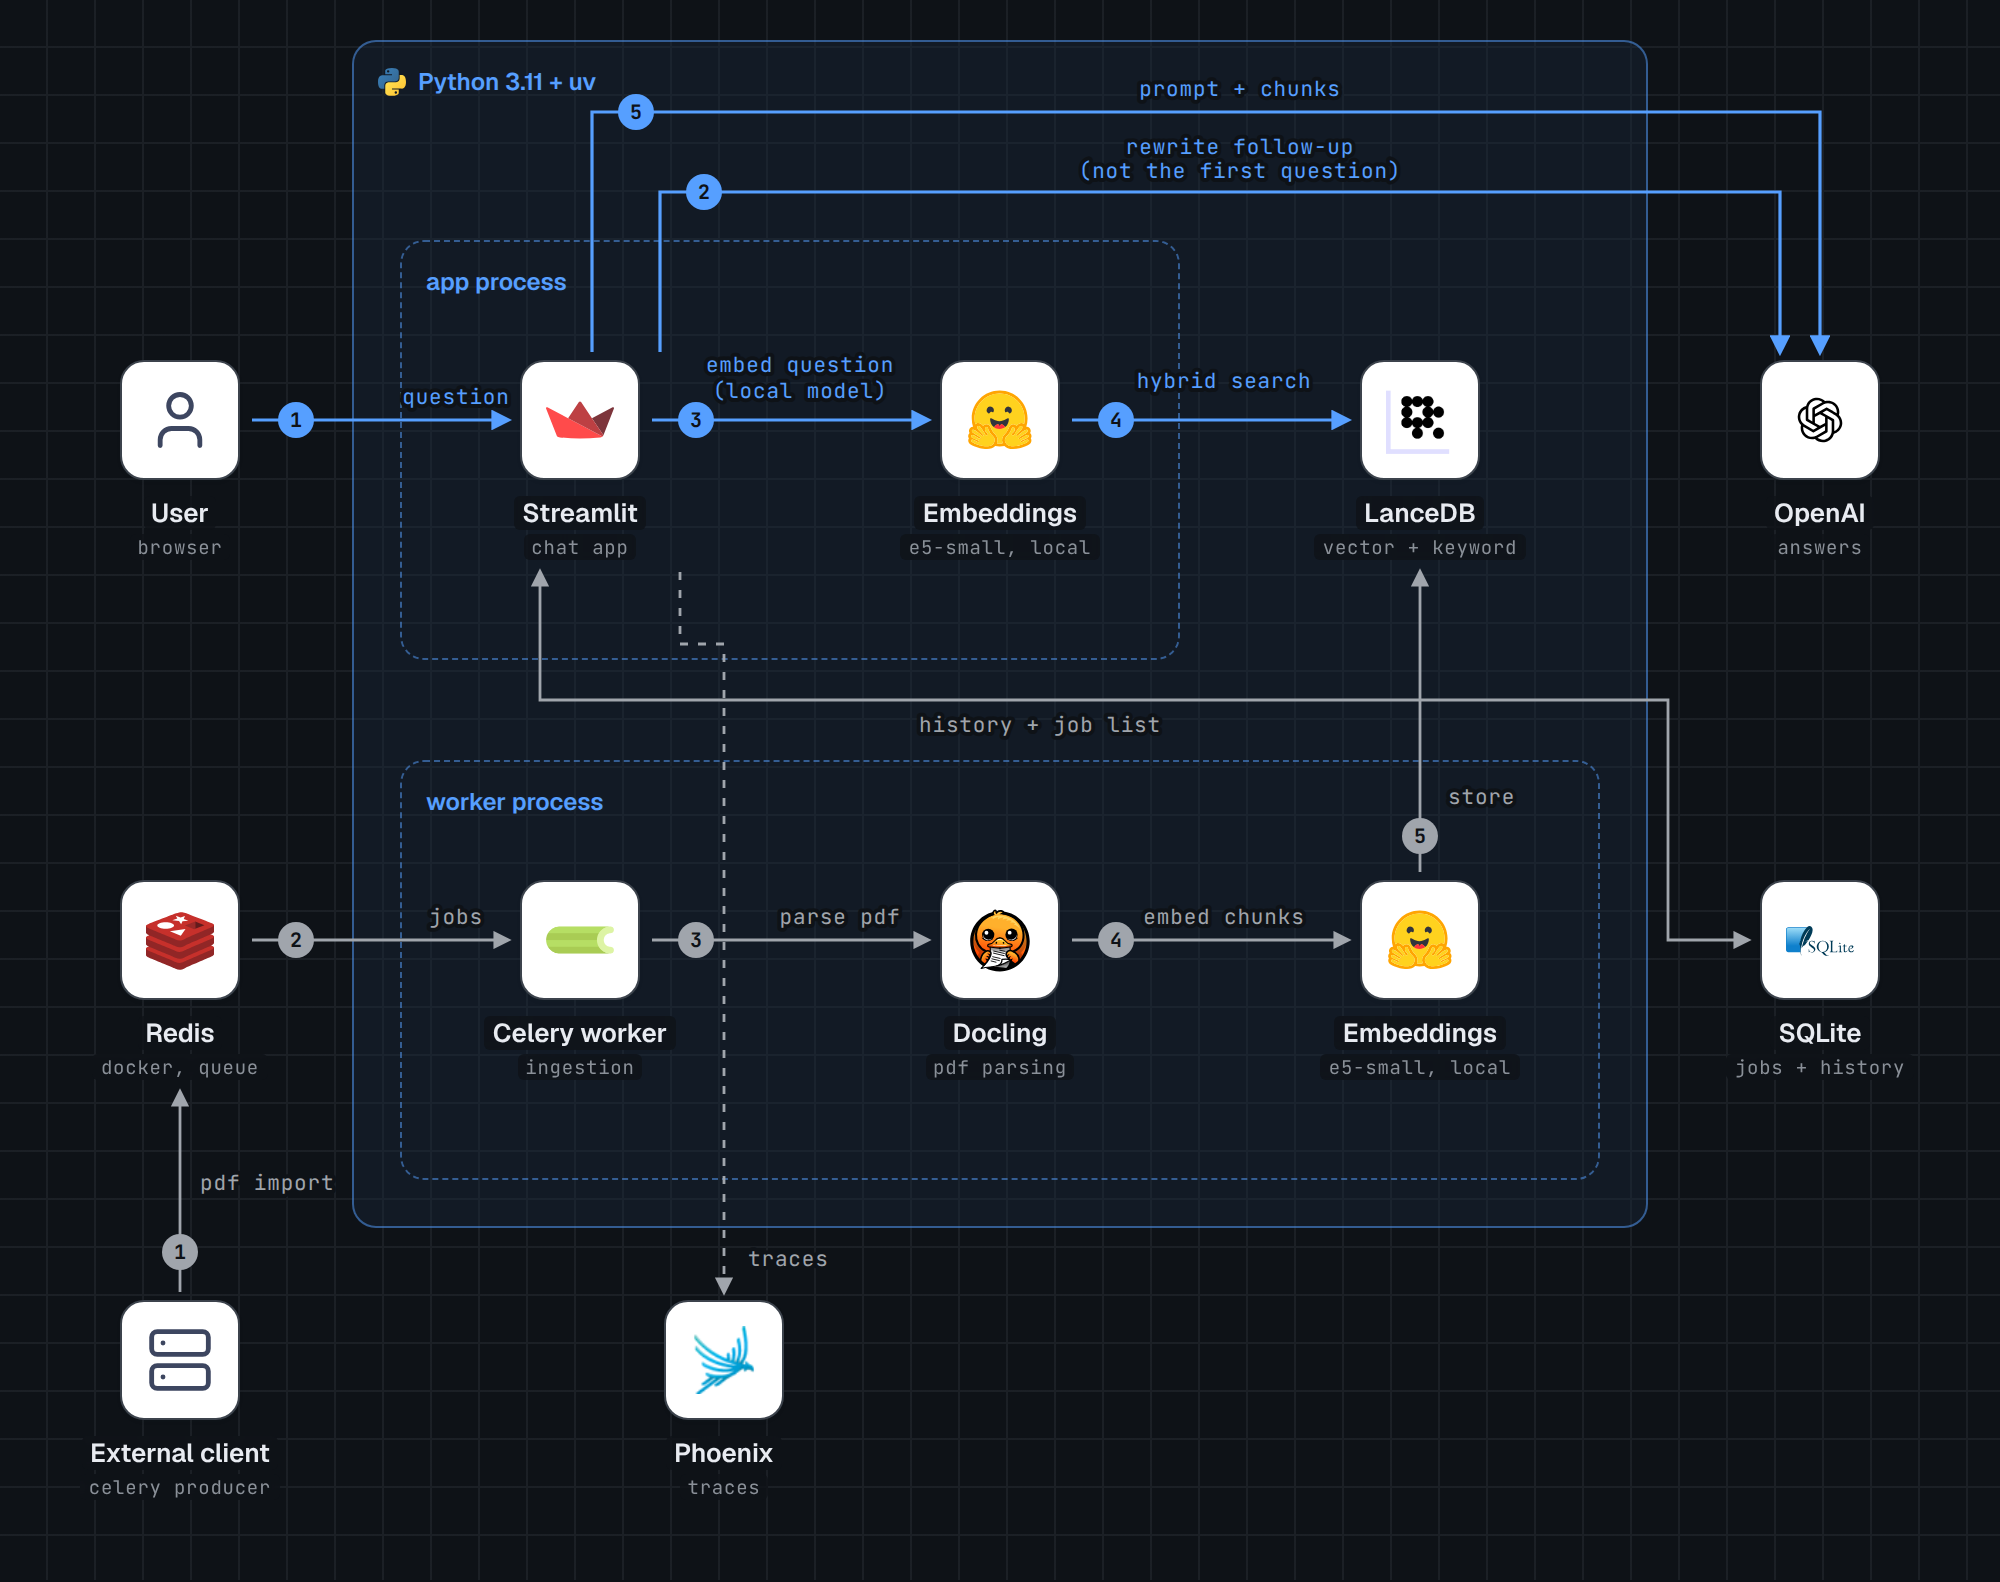 Python 3.11 + uv
5
prompt + chunks
rewrite follow-up
(not the first question)
2
app process
1
question
3
embed question
(local model)
4
hybrid search
User
browser
Streamlit
chat app
Embeddings
e5-small, local
LanceDB
vector + keyword
OpenAI
answers
history + job list
worker process
store
5
2
jobs
3
parse pdf
4
embed chunks
SQLite
Redis
docker, queue
Celery worker
ingestion
Docling
pdf parsing
Embeddings
e5-small, local
SQLite
jobs + history
pdf import
1
traces
External client
celery producer
Phoenix
traces